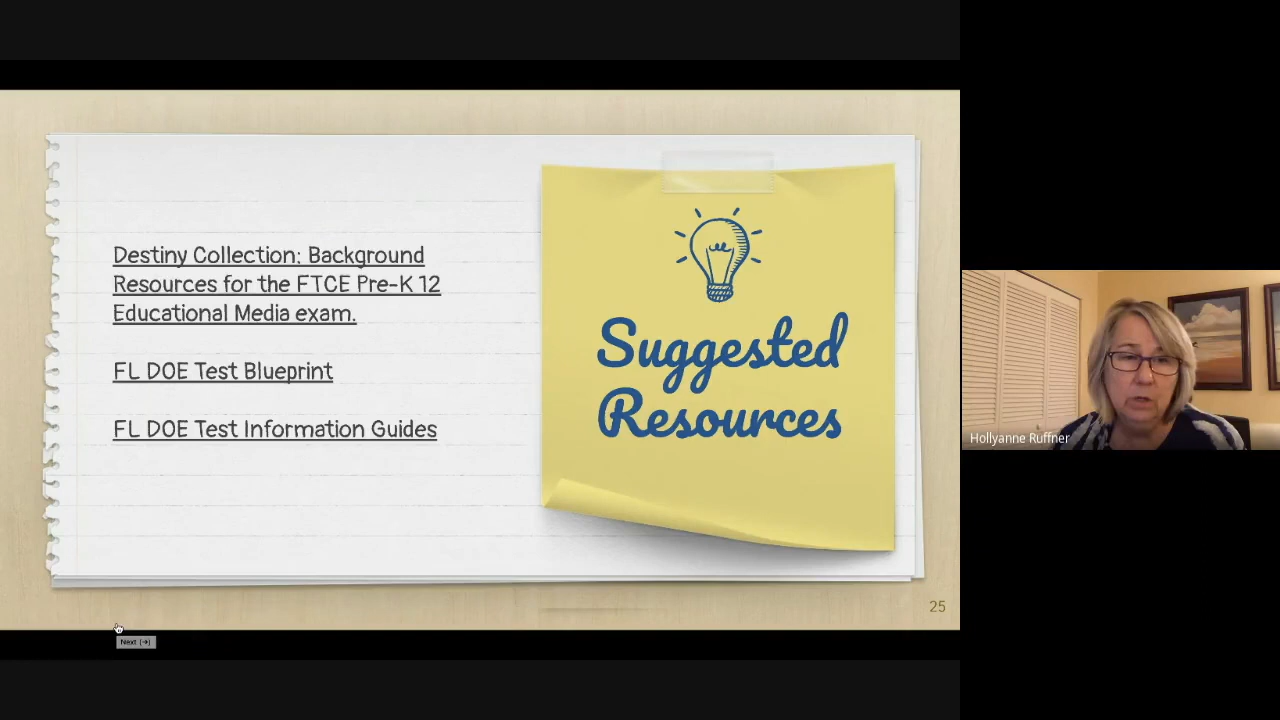 Destiny Collection: Background
Resources for the FTCE Pre-K 12
Educational Media exam.
FL DOE Test Blueprint
FL DOE Test Information Guides
Suggested
Resources
25
Next (→)
Hollyanne Ruffner